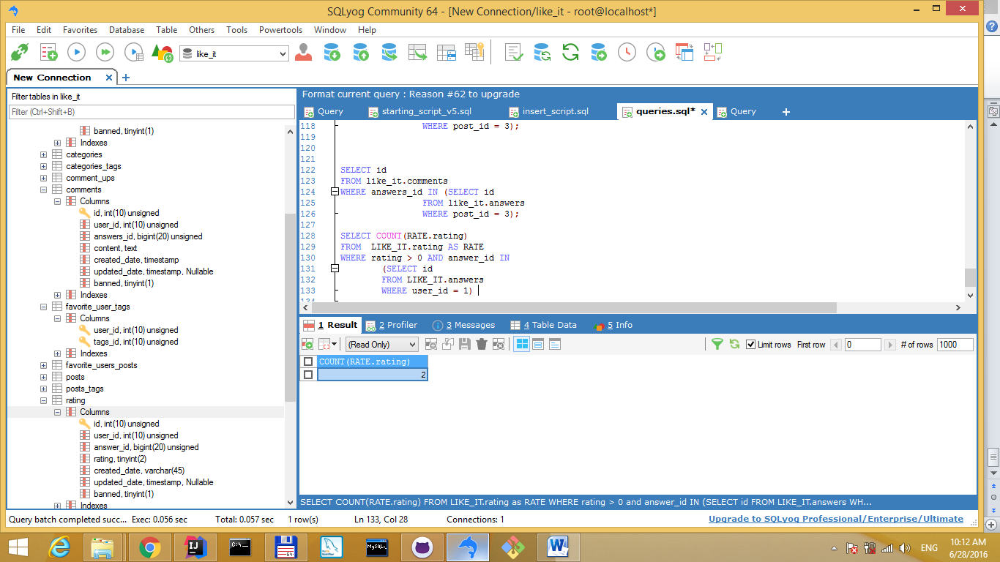 SQLyog Community 64 - [New Connection/like_it - root@localhost*]
File Edit Favorites Database Table Others Tools Powertools Window Help
like_it
New Connection
Filter tables in like_it
Filter (Ctrl+Shift+B)
banned, tinyint(1)
Indexes
categories
categories_tags
comment_ups
comments
Columns
id, int(10) unsigned
user_id, int(10) unsigned
answers_id, bigint(20) unsigned
content, text
created_date, timestamp
updated_date, timestamp, Nullable
banned, tinyint(1)
Indexes
favorite_user_tags
Columns
user_id, int(10) unsigned
tags_id, int(10) unsigned
Indexes
favorite_users_posts
posts
posts_tags
rating
Columns
id, int(10) unsigned
user_id, int(10) unsigned
answer_id, bigint(20) unsigned
rating, tinyint(2)
created_date, varchar(45)
updated_date, timestamp, Nullable
banned, tinyint(1)
Indexes
Format current query : Reason #62 to upgrade
Query starting_script_v5.sql insert_script.sql queries.sql* Query
118 WHERE post_id = 3);
119
120
121
122 SELECT id
123 FROM like_it.comments
124 WHERE answers_id IN (SELECT id
125 FROM like_it.answers
126 WHERE post_id = 3);
127
128 SELECT COUNT(RATE.rating)
129 FROM LIKE_IT.rating AS RATE
130 WHERE rating > 0 AND answer_id IN
131 (SELECT id
132 FROM LIKE_IT.answers
133 WHERE user_id = 1)
134
1 Result 2 Profiler 3 Messages 4 Table Data 5 Info
(Read Only) Limit rows First row 0 # of rows 1000
COUNT(RATE.rating)
2
SELECT COUNT(RATE.rating) FROM LIKE_IT.rating as RATE WHERE rating > 0 and answer_id IN (SELECT id FROM LIKE_IT.answers WH...
Query batch completed succ... Exec: 0.056 sec Total: 0.057 sec 1 row(s) Ln 133, Col 28 Connections: 1 Upgrade to SQLyog Professional/Enterprise/Ultimate
ENG
10:12 AM
6/28/2016